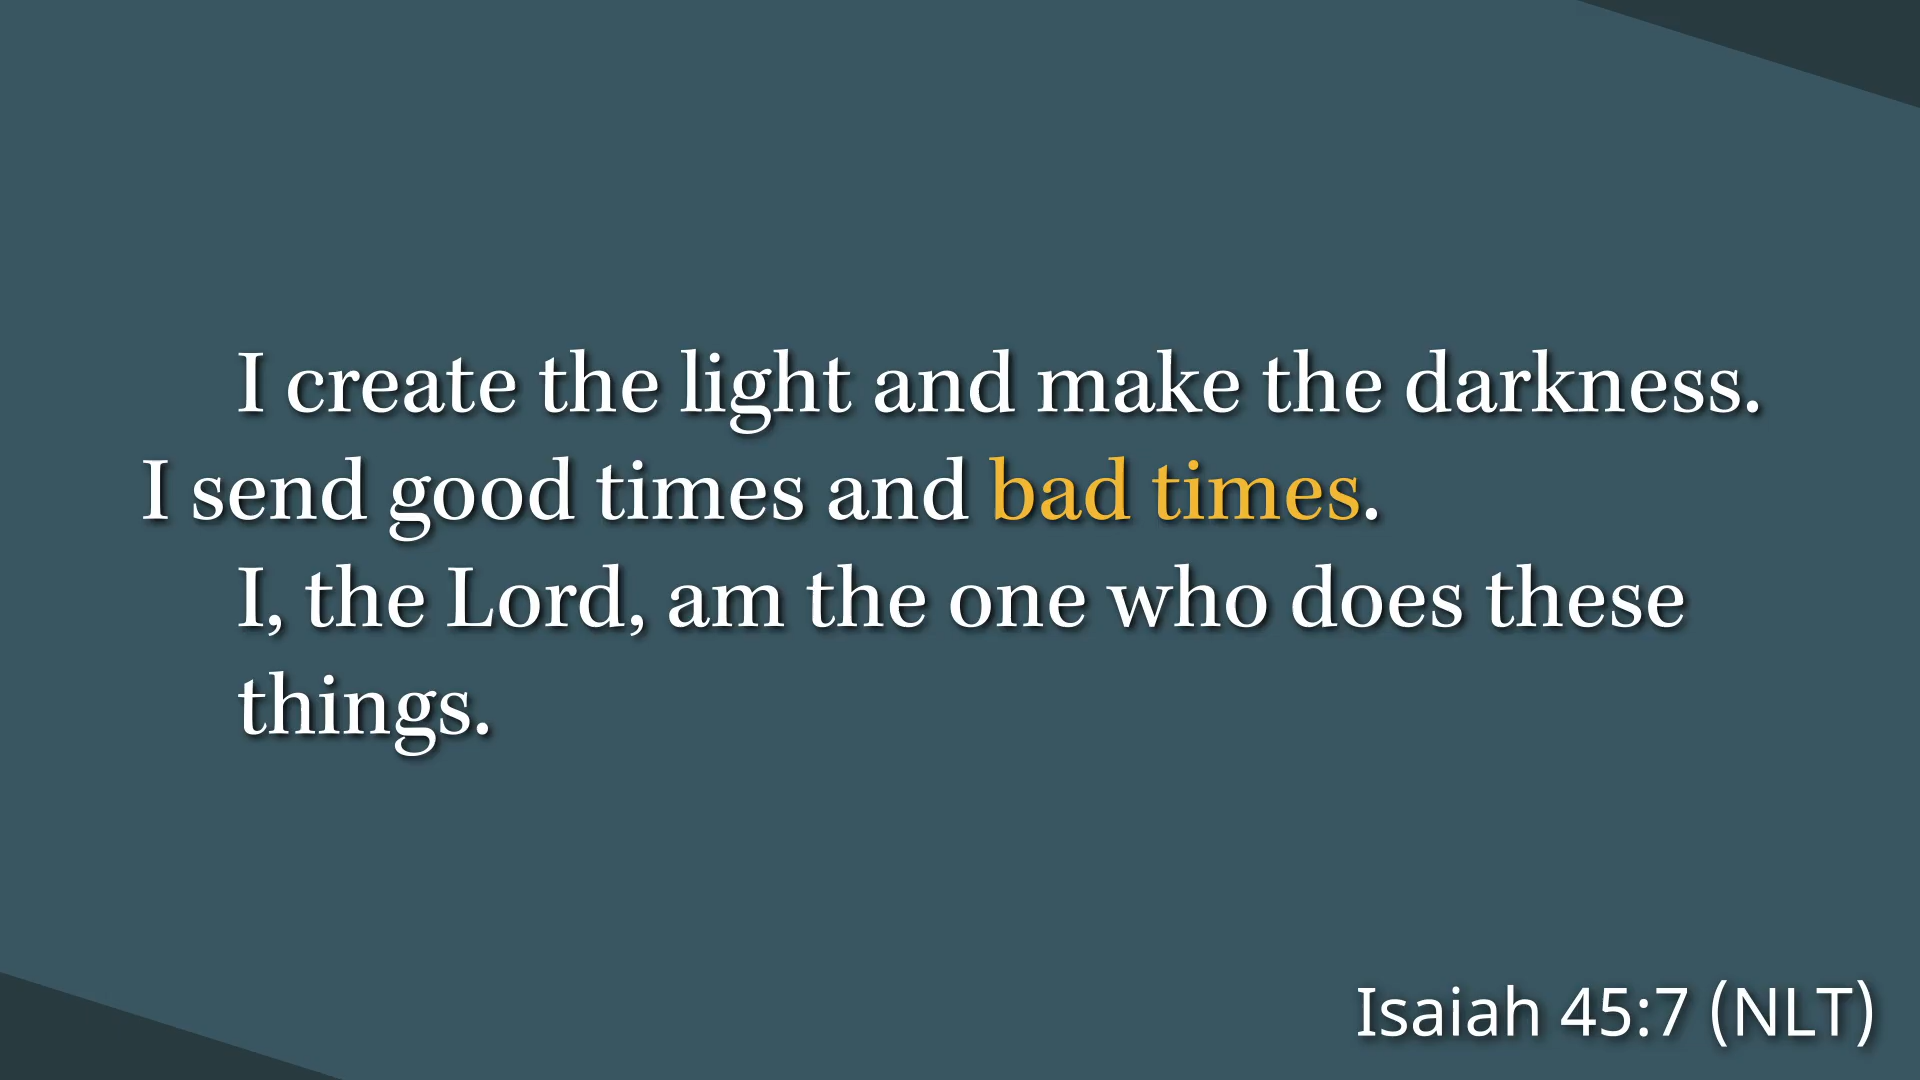 I create the light and make the darkness.
I send good times and bad times.
I, the Lord, am the one who does these
things.
Isaiah 45:7 (NLT)